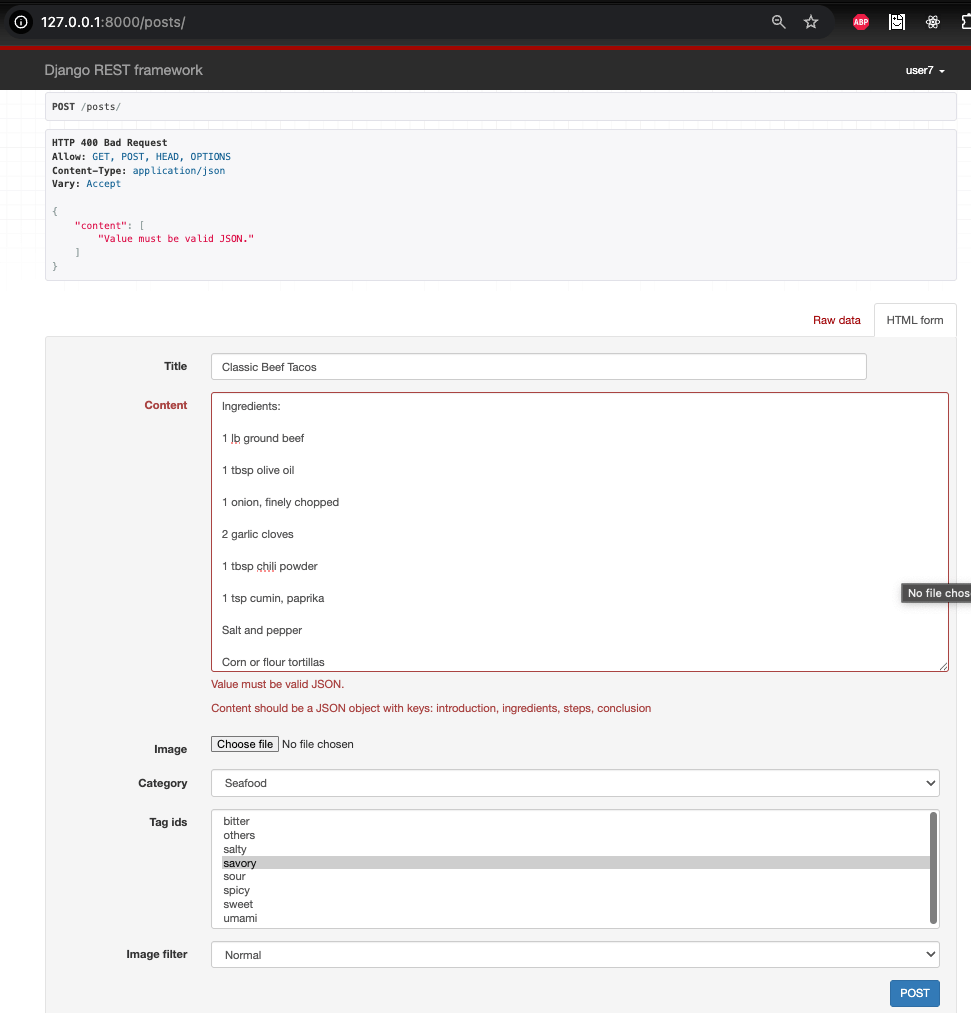 127.0.0.1:8000/posts/
ABP
Django REST framework
user7
POST /posts/
HTTP 400 Bad Request
Allow: GET, POST, HEAD, OPTIONS
Content-Type: application/json
Vary: Accept
{
"content": [
"Value must be valid JSON."
]
}
Raw data
HTML form
Title
Classic Beef Tacos
Content
Ingredients:
1 lb ground beef
1 tbsp olive oil
1 onion, finely chopped
2 garlic cloves
1 tbsp chili powder
1 tsp cumin, paprika
No file chos
Salt and pepper
Corn or flour tortillas
Value must be valid JSON.
Content should be a JSON object with keys: introduction, ingredients, steps, conclusion
Image
Choose file No file chosen
Category
Seafood
Tag ids
bitter
others
salty
savory
sour
spicy
sweet
umami
Image filter
Normal
POST